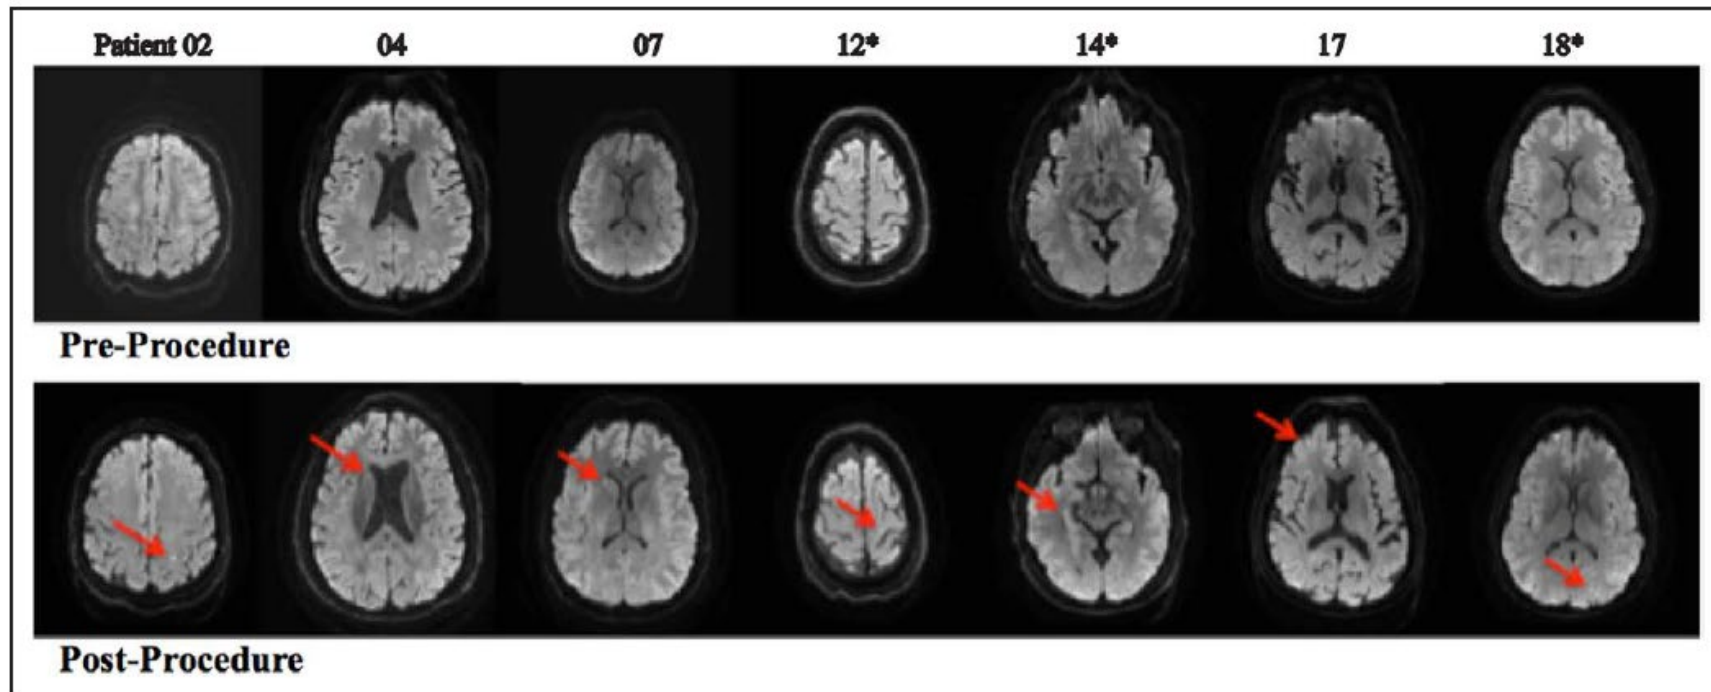 Patient 02 04 07 12* 14* 17 18*
Pre-Procedure
Post-Procedure